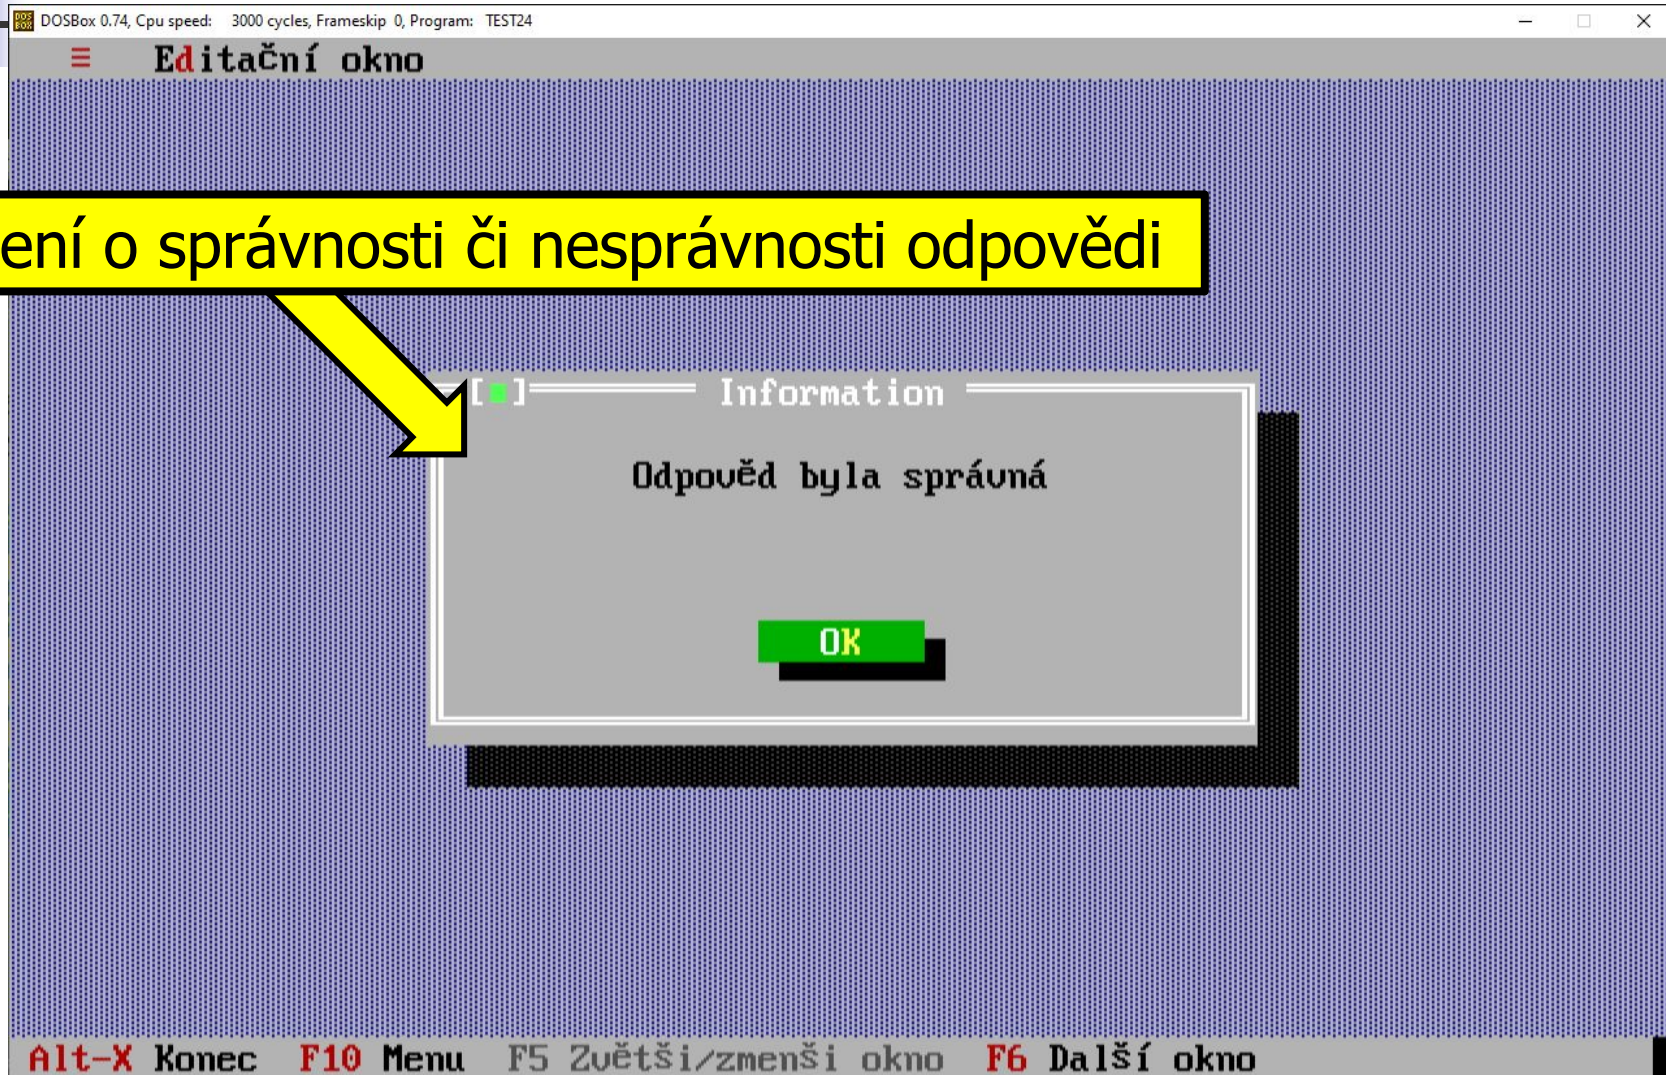 DOSBox 0.74, Cpu speed: 3000 cycles, Frameskip 0, Program: TEST24
≡ Editační okno
ení o správnosti či nesprávnosti odpovědi
[■] Information
Odpověd byla správná
OK
Alt-X Konec F10 Menu F5 Zvětši/zmenši okno F6 Další okno